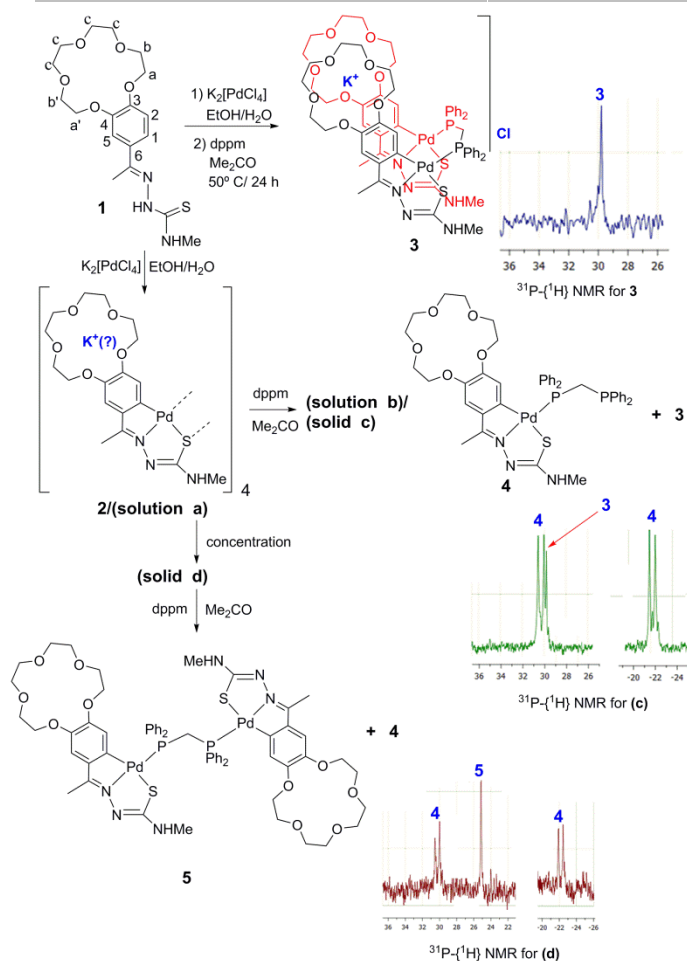 c
c
c
c
b
a
b'
a'
O
O
O
O
O
O
3
2
4
5
1
6
N
NH
S
NHMe
1
1) K2[PdCl4]
EtOH/H2O
2) dppm
Me2CO
50º C/ 24 h
K+
Ph2
P
Pd
P
Ph2
Pd
S
N
N
S
NHMe
N
N
NHMe
Cl
3
3
36 34 32 30 28 26
31P-{1H} NMR for 3
K2[PdCl4] EtOH/H2O
O
O
O
O
O
O
K+(?)
Pd
N
S
N
NHMe
4
2/(solution a)
dppm
Me2CO
(solution b)/
(solid c)
O
O
O
O
O
O
Ph2
P
PPh2
Pd
N
S
N
NHMe
4
+ 3
concentration
(solid d)
dppm Me2CO
4
3
4
36 34 32 30 28 26
-20 -22 -24
31P-{1H} NMR for (c)
O
O
O
O
O
O
Ph2
P
P
Ph2
Pd
N
S
N
NHMe
MeHN
N
S
N
Pd
O
O
O
O
O
O
+ 4
5
4
5
4
36 34 32 30 28 26 24 22
-20 -22 -24 -26
31P-{1H} NMR for (d)